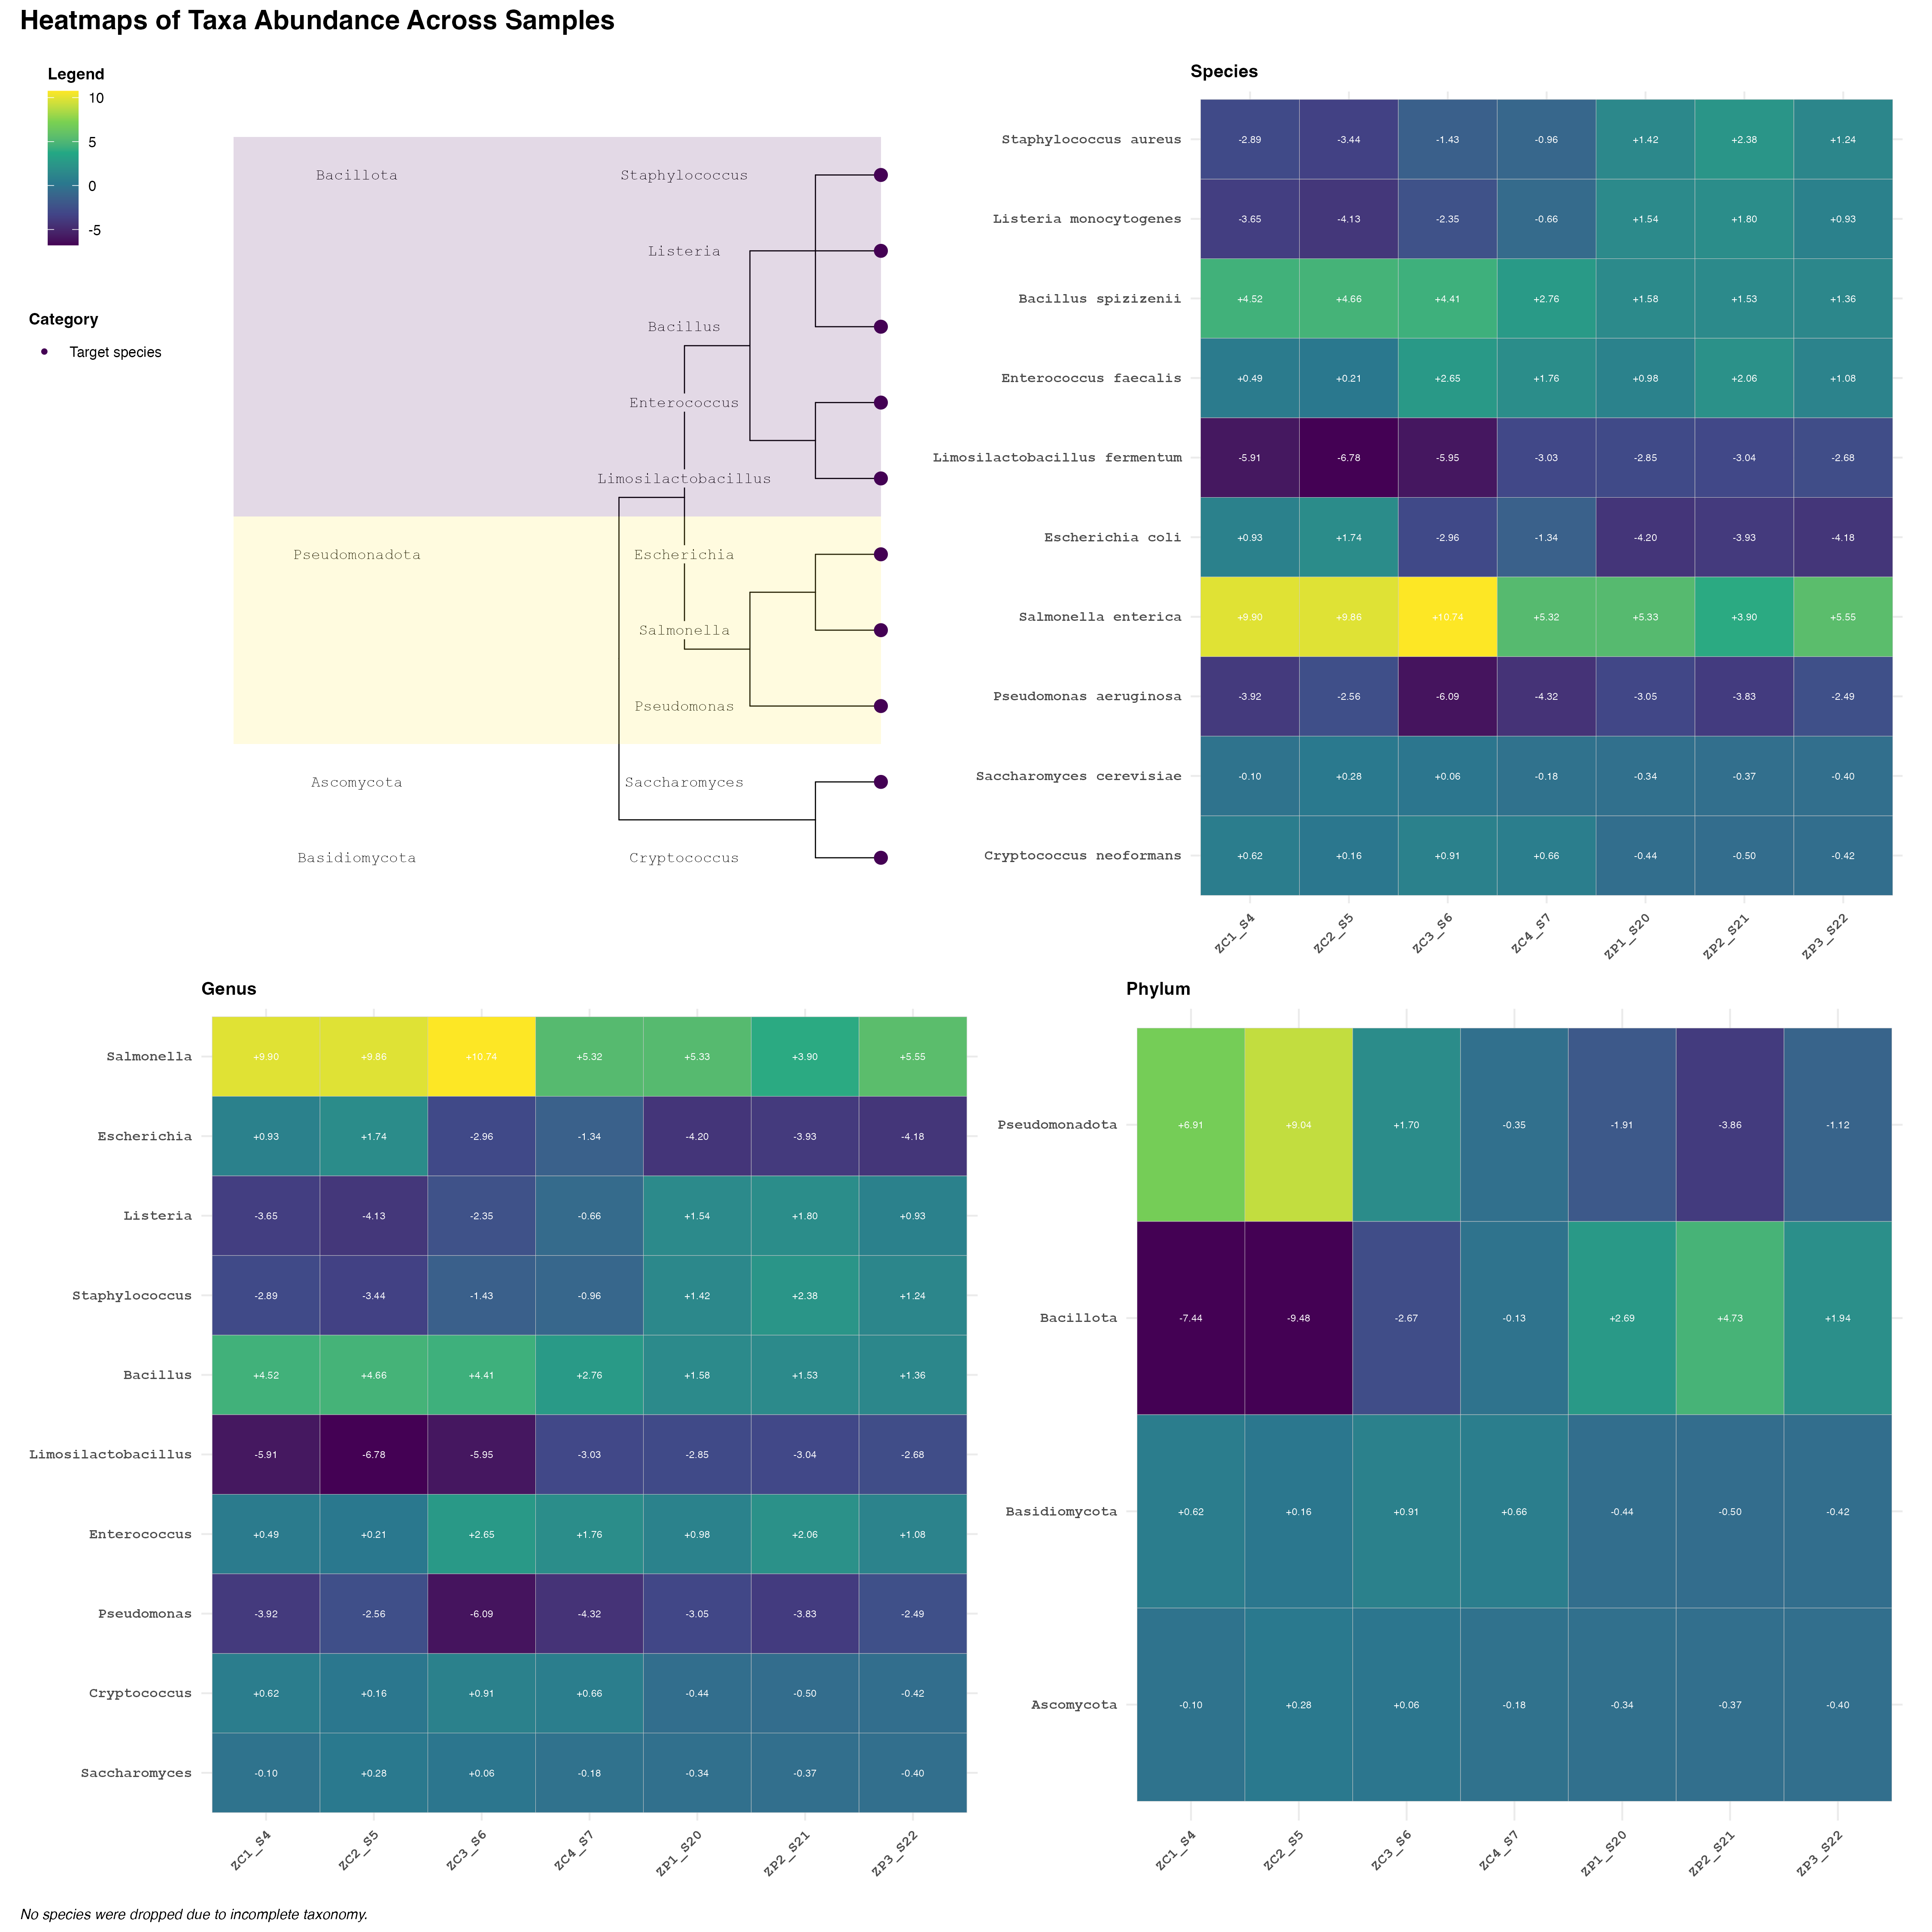 Heatmaps of Taxa Abundance Across Samples
Legend
10
5
0
-5
Category
Target species
Bacillota Staphylococcus
Listeria
Bacillus
Enterococcus
Limosilactobacillus
Pseudomonadota Escherichia
Salmonella
Pseudomonas
Ascomycota Saccharomyces
Basidiomycota Cryptococcus
Species
Staphylococcus aureus -2.89 -3.44 -1.43 -0.96 +1.42 +2.38 +1.24
Listeria monocytogenes -3.65 -4.13 -2.35 -0.66 +1.54 +1.80 +0.93
Bacillus spizizenii +4.52 +4.66 +4.41 +2.76 +1.58 +1.53 +1.36
Enterococcus faecalis +0.49 +0.21 +2.65 +1.76 +0.98 +2.06 +1.08
Limosilactobacillus fermentum -5.91 -6.78 -5.95 -3.03 -2.85 -3.04 -2.68
Escherichia coli +0.93 +1.74 -2.96 -1.34 -4.20 -3.93 -4.18
Salmonella enterica +9.90 +9.86 +10.74 +5.32 +5.33 +3.90 +5.55
Pseudomonas aeruginosa -3.92 -2.56 -6.09 -4.32 -3.05 -3.83 -2.49
Saccharomyces cerevisiae -0.10 +0.28 +0.06 -0.18 -0.34 -0.37 -0.40
Cryptococcus neoformans +0.62 +0.16 +0.91 +0.66 -0.44 -0.50 -0.42
ZC1_S4 ZC2_S5 ZC3_S6 ZC4_S7 ZP1_S20 ZP2_S21 ZP3_S22
Genus
Salmonella +9.90 +9.86 +10.74 +5.32 +5.33 +3.90 +5.55
Escherichia +0.93 +1.74 -2.96 -1.34 -4.20 -3.93 -4.18
Listeria -3.65 -4.13 -2.35 -0.66 +1.54 +1.80 +0.93
Staphylococcus -2.89 -3.44 -1.43 -0.96 +1.42 +2.38 +1.24
Bacillus +4.52 +4.66 +4.41 +2.76 +1.58 +1.53 +1.36
Limosilactobacillus -5.91 -6.78 -5.95 -3.03 -2.85 -3.04 -2.68
Enterococcus +0.49 +0.21 +2.65 +1.76 +0.98 +2.06 +1.08
Pseudomonas -3.92 -2.56 -6.09 -4.32 -3.05 -3.83 -2.49
Cryptococcus +0.62 +0.16 +0.91 +0.66 -0.44 -0.50 -0.42
Saccharomyces -0.10 +0.28 +0.06 -0.18 -0.34 -0.37 -0.40
ZC1_S4 ZC2_S5 ZC3_S6 ZC4_S7 ZP1_S20 ZP2_S21 ZP3_S22
Phylum
Pseudomonadota +6.91 +9.04 +1.70 -0.35 -1.91 -3.86 -1.12
Bacillota -7.44 -9.48 -2.67 -0.13 +2.69 +4.73 +1.94
Basidiomycota +0.62 +0.16 +0.91 +0.66 -0.44 -0.50 -0.42
Ascomycota -0.10 +0.28 +0.06 -0.18 -0.34 -0.37 -0.40
ZC1_S4 ZC2_S5 ZC3_S6 ZC4_S7 ZP1_S20 ZP2_S21 ZP3_S22
No species were dropped due to incomplete taxonomy.